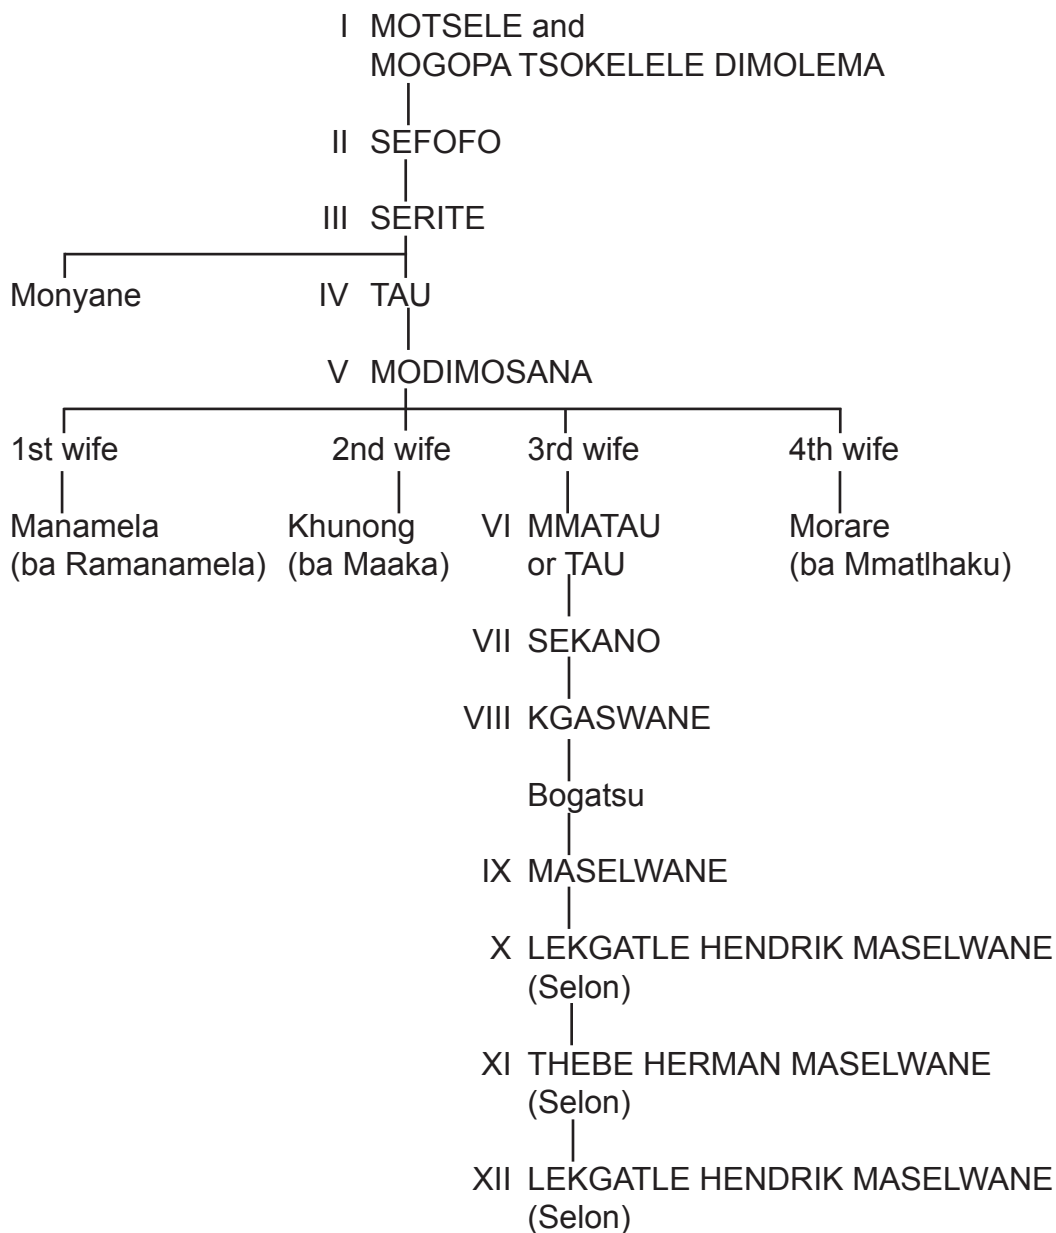 I MOTSELE and
MOGOPA TSOKELELE DIMOLEMA
II SEFOFO
III SERITE
Monyane IV TAU
V MODIMOSANA
1st wife 2nd wife 3rd wife 4th wife
Manamela Khunong VI MMATAU Morare
(ba Ramanamela) (ba Maaka) or TAU (ba Mmatlhaku)
VII SEKANO
VIII KGASWANE
Bogatsu
IX MASELWANE
X LEKGATLE HENDRIK MASELWANE
(Selon)
XI THEBE HERMAN MASELWANE
(Selon)
XII LEKGATLE HENDRIK MASELWANE
(Selon)